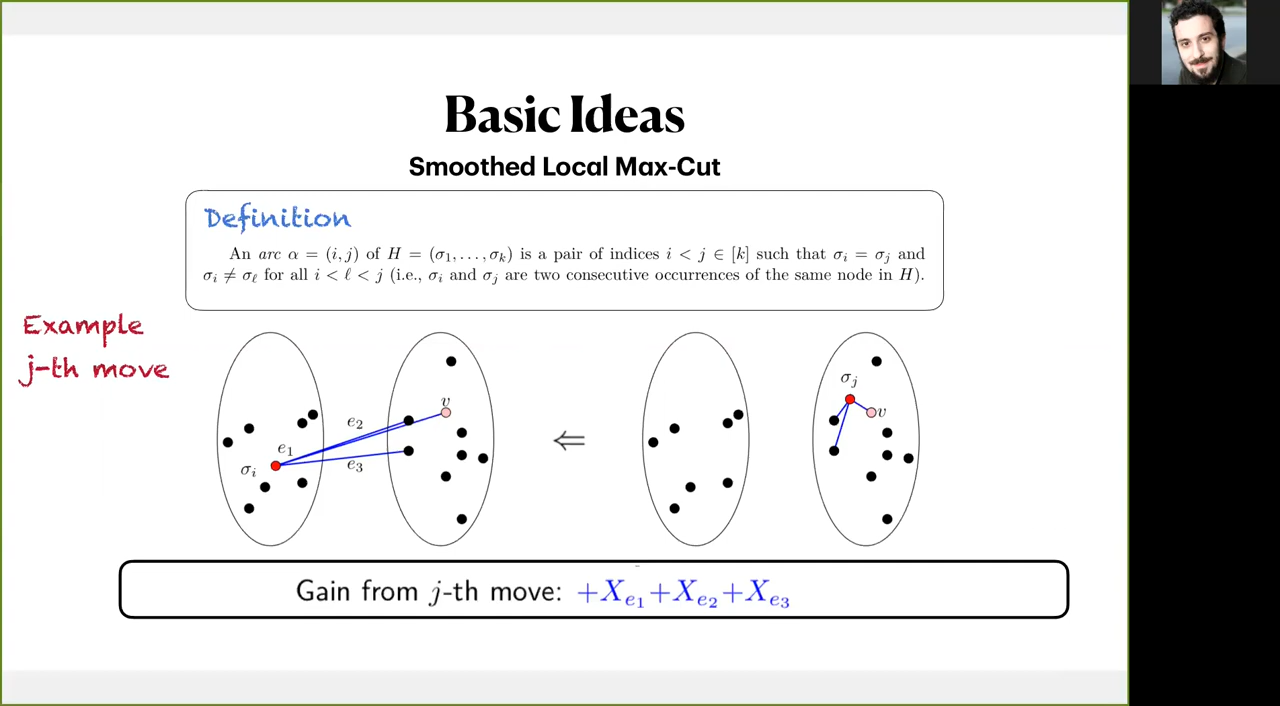 Basic Ideas
Smoothed Local Max-Cut
Definition
An arc α = (i, j) of H = (σ₁, . . . , σₖ) is a pair of indices i < j ∈ [k] such that σᵢ = σⱼ and
σᵢ ≠ σ_ℓ for all i < ℓ < j (i.e., σᵢ and σⱼ are two consecutive occurrences of the same node in H).
Example
j-th move
v
e₂
e₁
σᵢ
e₃
⇐
σⱼ
v
Gain from j-th move: +X_{e₁}+X_{e₂}+X_{e₃}